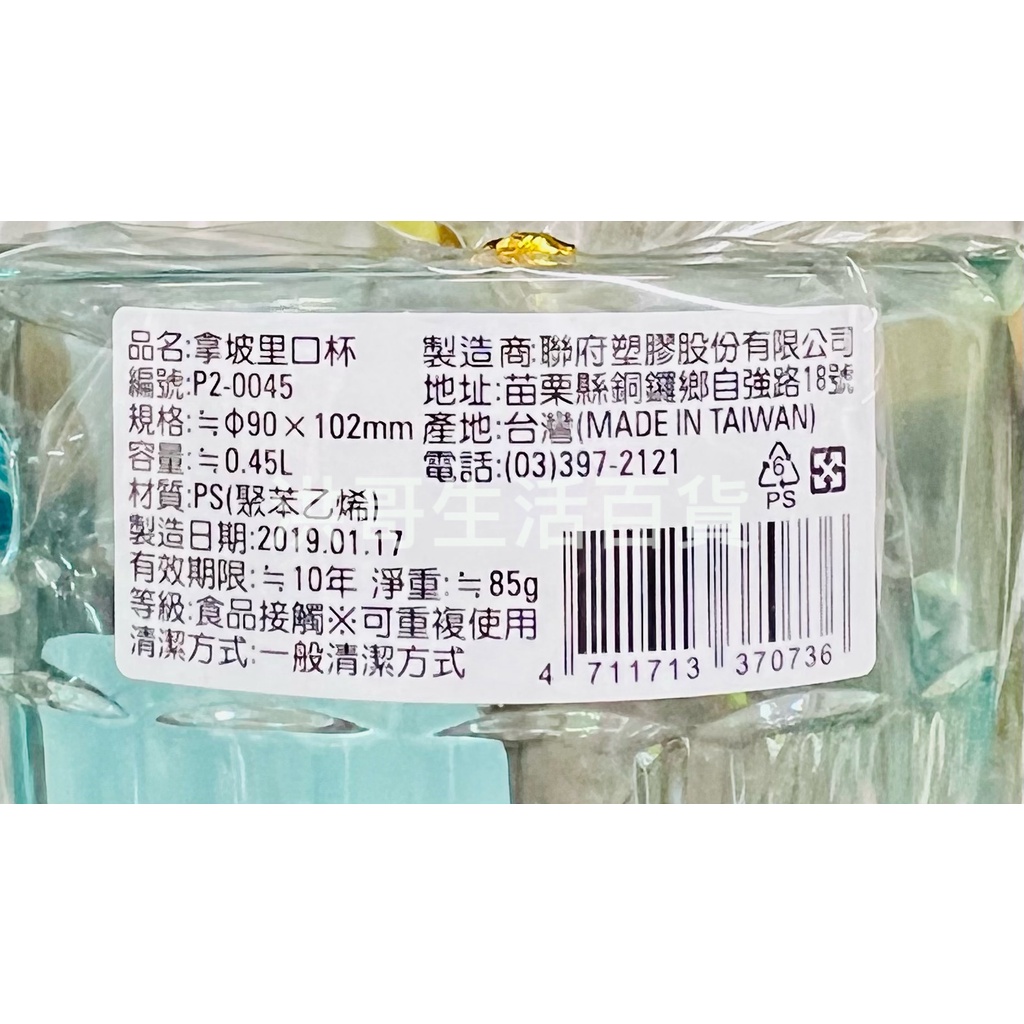 品名:拿坡里口杯
編號:P2-0045
規格:≒Φ90×102mm
容量:≒0.45L
材質:PS(聚苯乙烯)
製造日期:2019.01.17
有效期限:≒10年 淨重:≒85g
等級:食品接觸※可重複使用
清潔方式:一般清潔方式
製造商:聯府塑膠股份有限公司
地址:苗栗縣銅鑼鄉自強路18號
產地:台灣(MADE IN TAIWAN)
電話:(03)397-2121
6
PS
4 711713 370736
哥生活百貨